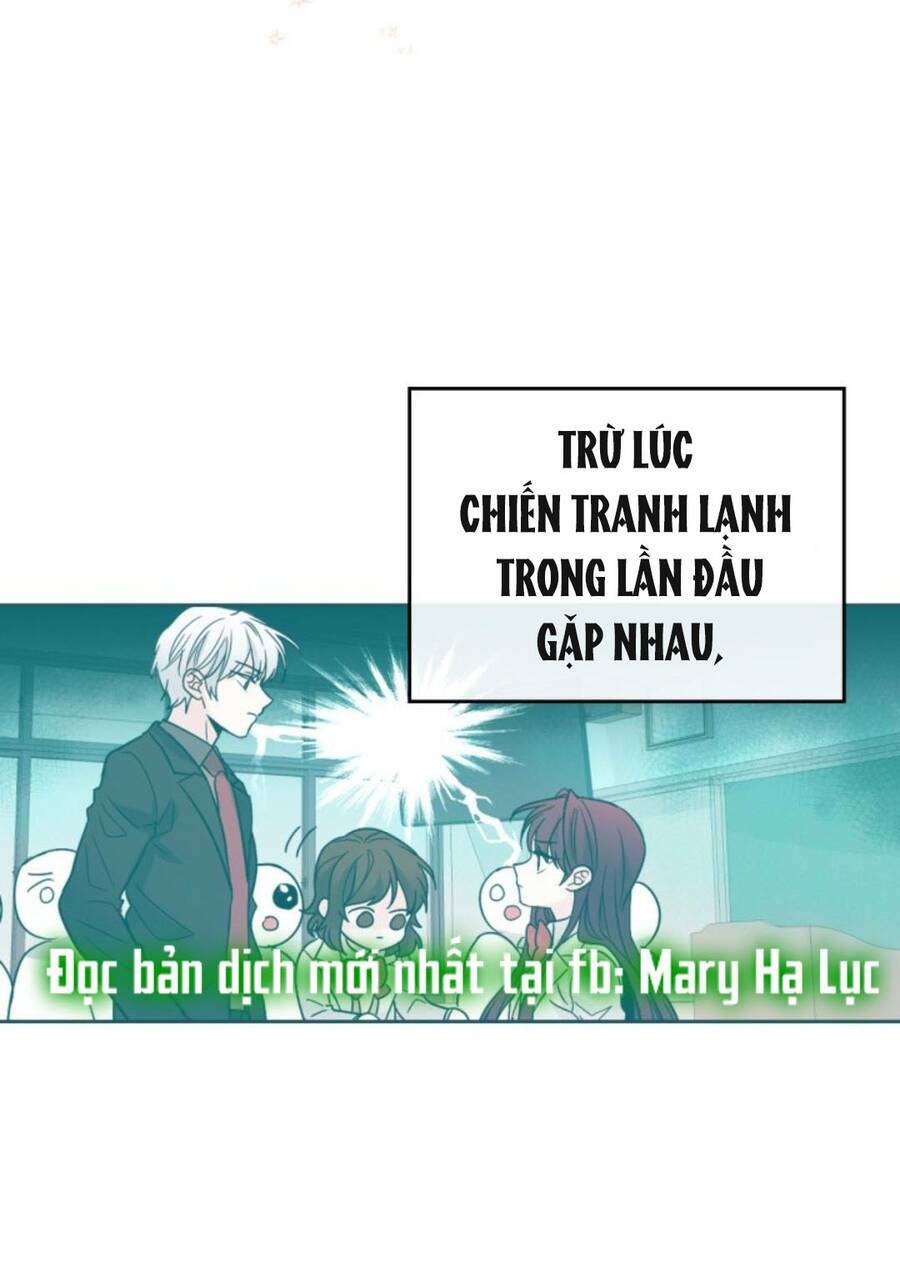 TRỪ LÚC
CHIẾN TRANH LẠNH
TRONG LẦN ĐẦU
GẶP NHAU,
Đọc bản dịch mới nhất tại fb: Mary Hạ Lục